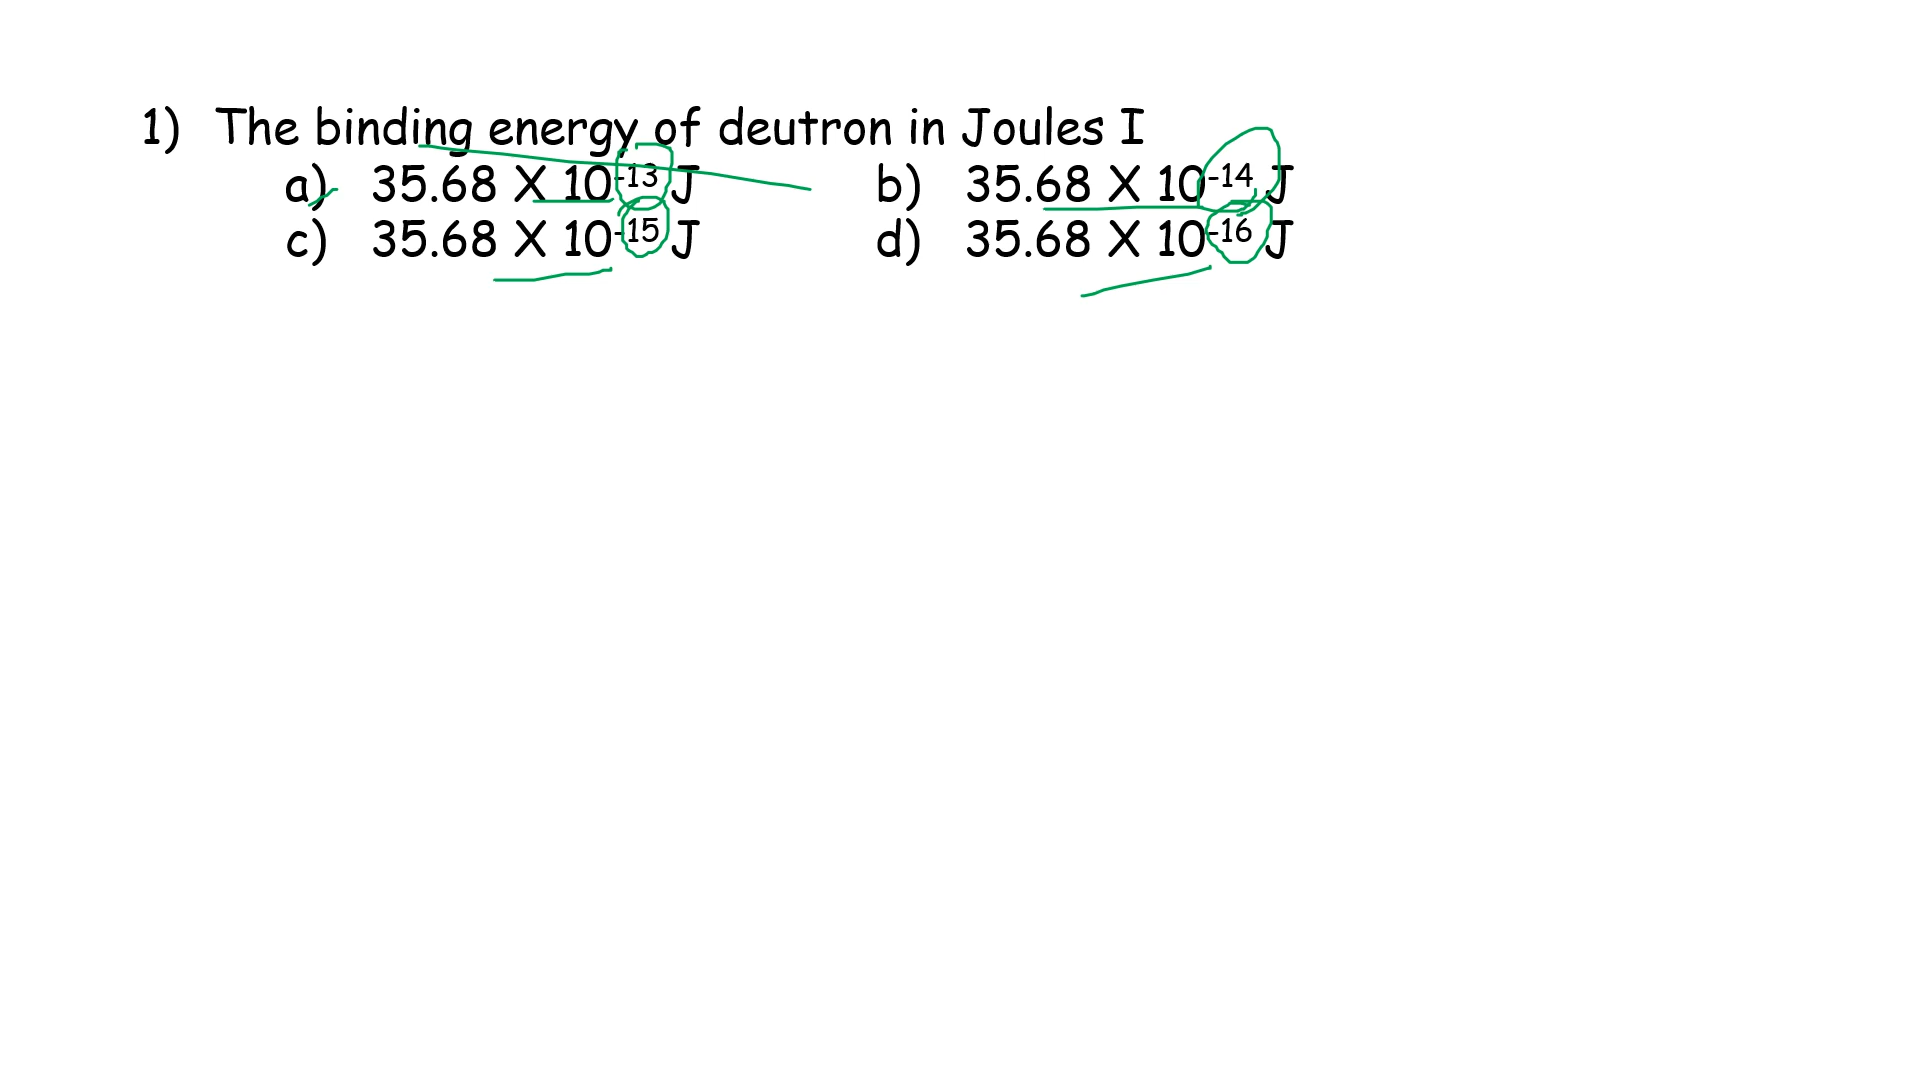 1) The binding energy of deutron in Joules I
a) 35.68 X 10⁻¹³ J b) 35.68 X 10⁻¹⁴ J
c) 35.68 X 10⁻¹⁵ J d) 35.68 X 10⁻¹⁶ J